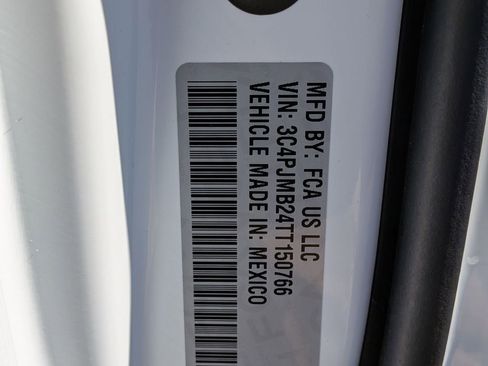 MFD BY: FCA US LLC
VIN: 3C4PJMB24TT150766
VEHICLE MADE IN: MEXICO